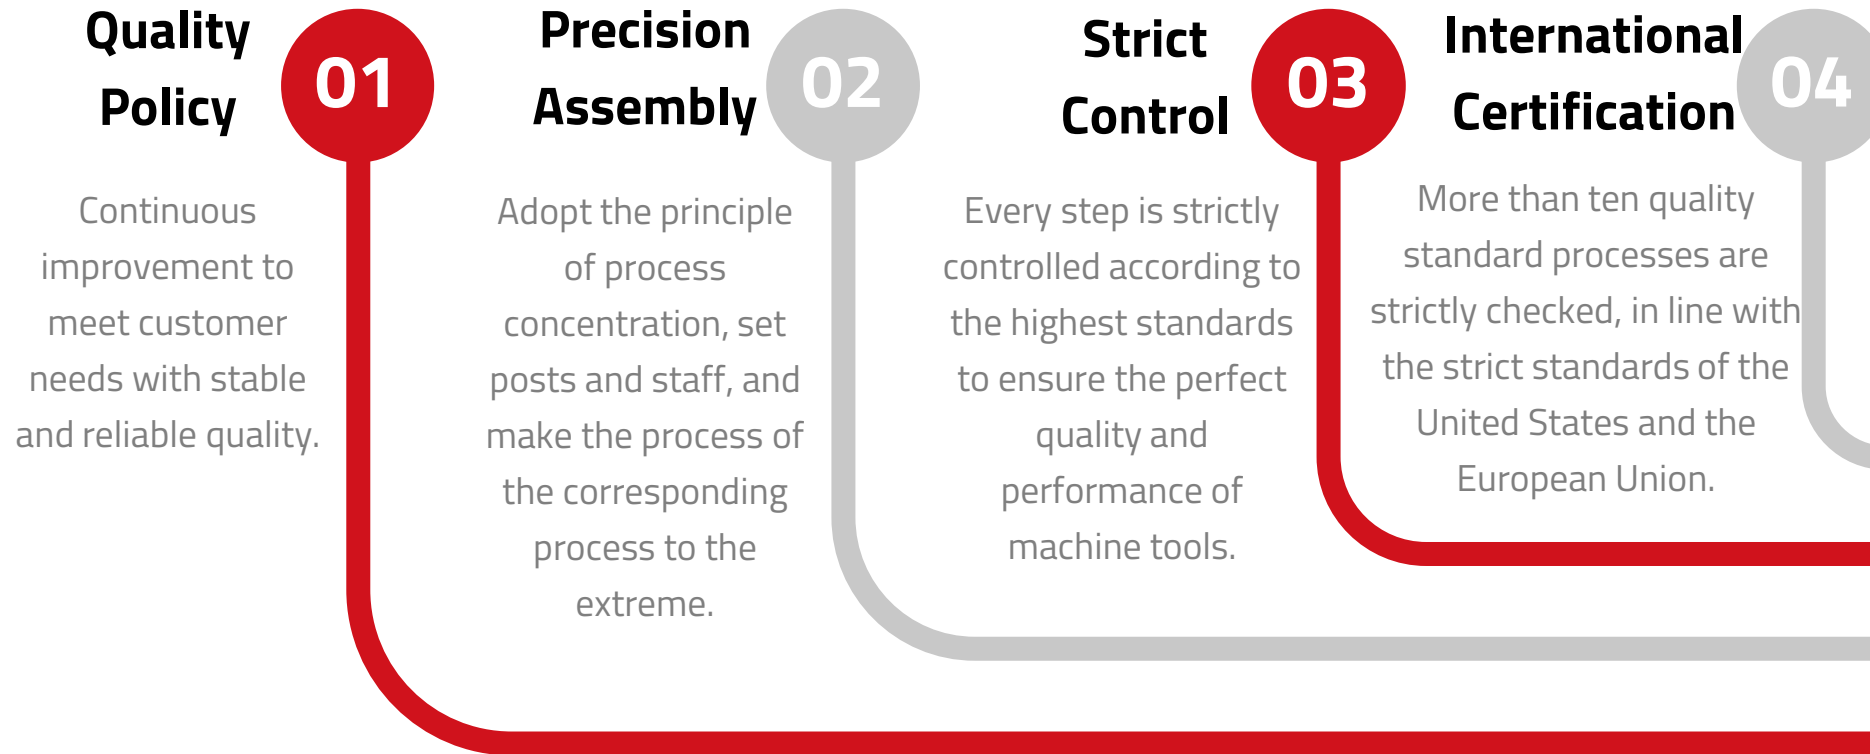 Quality
Policy
01
Continuous
improvement to
meet customer
needs with stable
and reliable quality.
Precision
Assembly
02
Adopt the principle
of process
concentration, set
posts and staff, and
make the process of
the corresponding
process to the
extreme.
Strict
Control
03
Every step is strictly
controlled according to
the highest standards
to ensure the perfect
quality and
performance of
machine tools.
International
Certification
04
More than ten quality
standard processes are
strictly checked, in line with
the strict standards of the
United States and the
European Union.